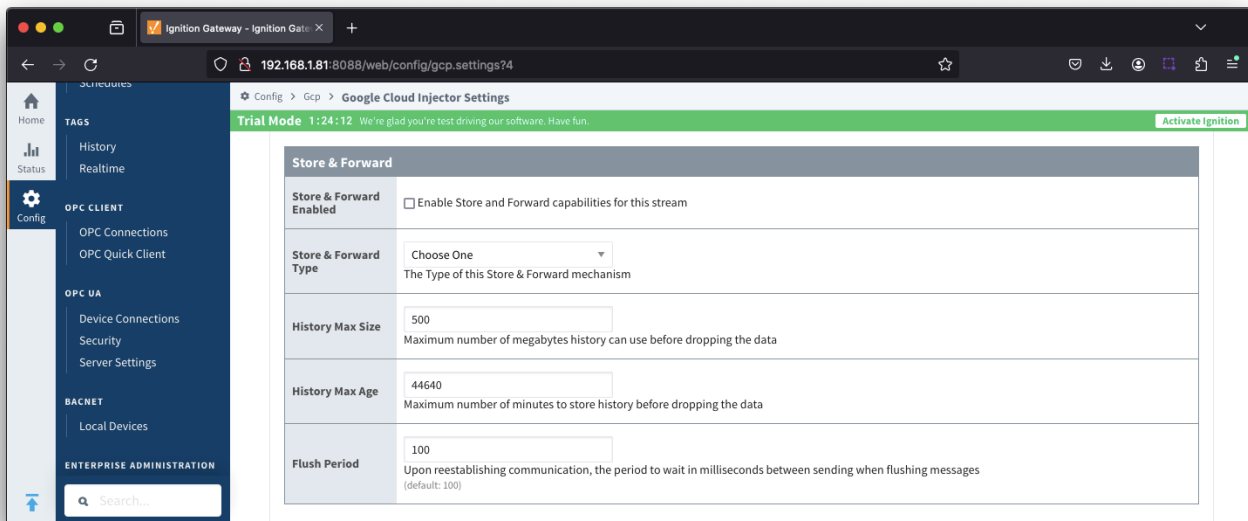 Ignition Gateway - Ignition Gate
192.168.1.81:8088/web/config/gcp.settings?4
Home
Status
Config
Schedules
TAGS
History
Realtime
OPC CLIENT
OPC Connections
OPC Quick Client
OPC UA
Device Connections
Security
Server Settings
BACNET
Local Devices
ENTERPRISE ADMINISTRATION
Search...
Config > Gcp > Google Cloud Injector Settings
Trial Mode 1:24:12 We're glad you're test driving our software. Have fun.
Activate Ignition
Store & Forward
Store & Forward
Enabled
Enable Store and Forward capabilities for this stream
Store & Forward
Type
Choose One
The Type of this Store & Forward mechanism
History Max Size
500
Maximum number of megabytes history can use before dropping the data
History Max Age
44640
Maximum number of minutes to store history before dropping the data
Flush Period
100
Upon reestablishing communication, the period to wait in milliseconds between sending when flushing messages
(default: 100)